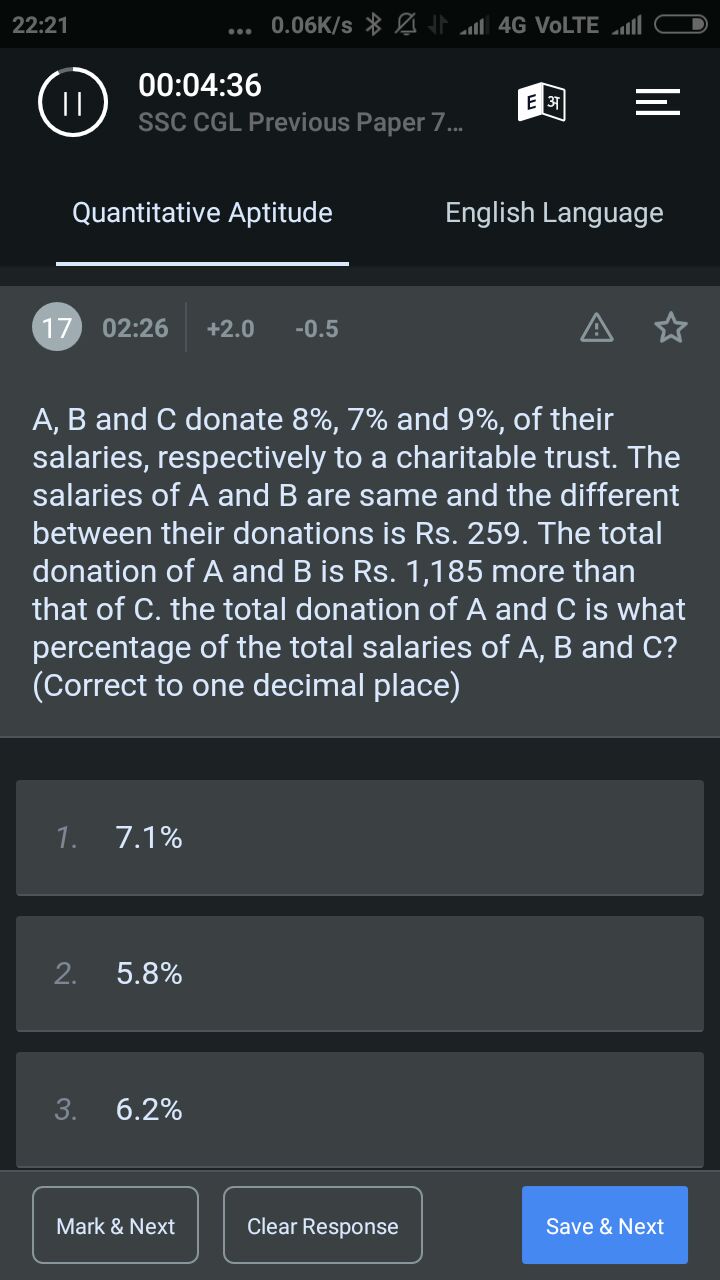 22:21
... 0.06K/s 4G VoLTE
00:04:36
SSC CGL Previous Paper 7...
E अ
Quantitative Aptitude English Language
17 02:26 +2.0 -0.5
A, B and C donate 8%, 7% and 9%, of their
salaries, respectively to a charitable trust. The
salaries of A and B are same and the different
between their donations is Rs. 259. The total
donation of A and B is Rs. 1,185 more than
that of C. the total donation of A and C is what
percentage of the total salaries of A, B and C?
(Correct to one decimal place)
1. 7.1%
2. 5.8%
3. 6.2%
Mark & Next Clear Response Save & Next